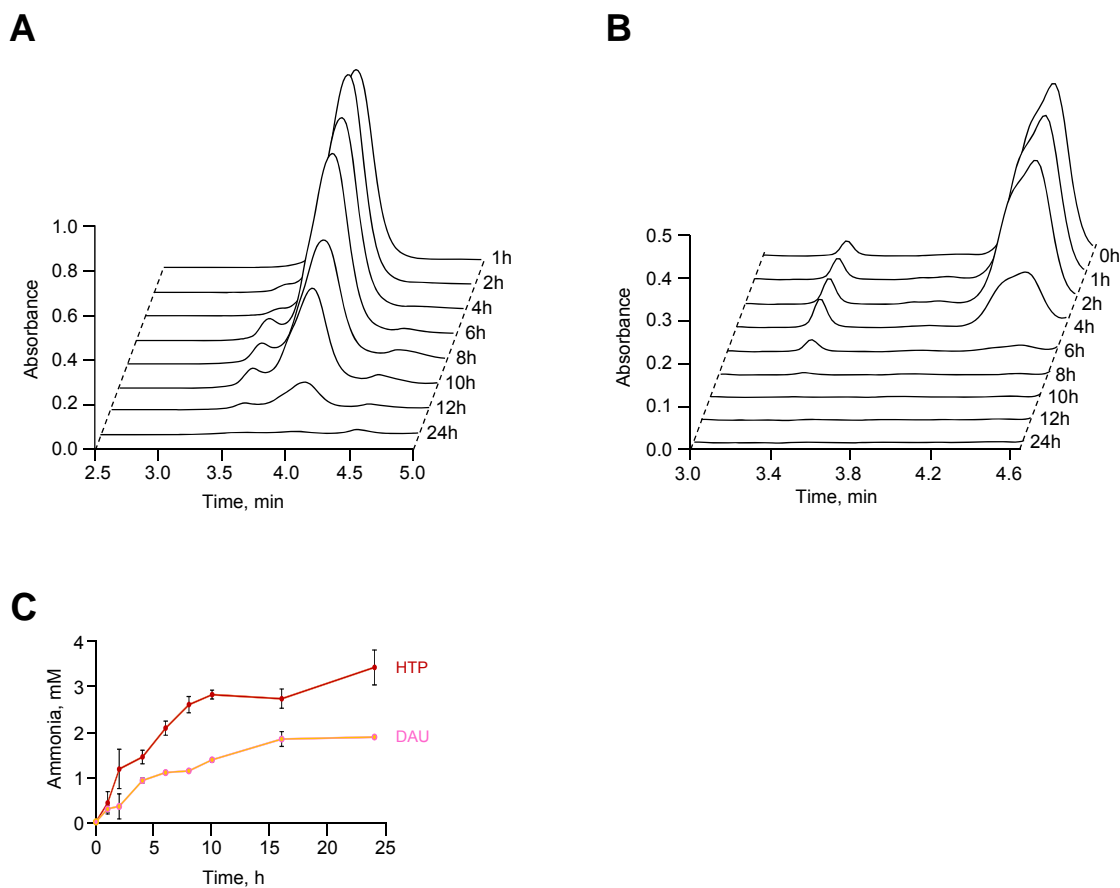 A
B
1.0
0.8
0.6
0.4
0.2
0.0
Absorbance
2.5 3.0 3.5 4.0 4.5 5.0
Time, min
1h
2h
4h
6h
8h
10h
12h
24h
0.5
0.4
0.3
0.2
0.1
0.0
Absorbance
3.0 3.4 3.8 4.2 4.6
Time, min
0h
1h
2h
4h
6h
8h
10h
12h
24h
C
4
3
2
1
0
Ammonia, mM
HTP
DAU
0 5 10 15 20 25
Time, h